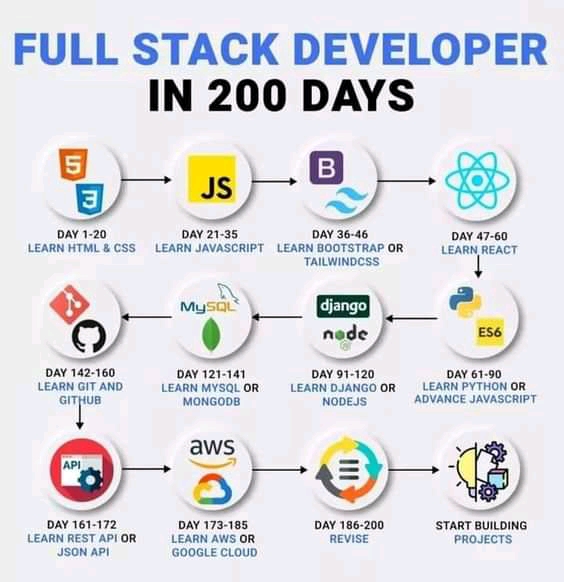 FULL STACK DEVELOPER
IN 200 DAYS
5
3
JS
B
DAY 1-20
LEARN HTML & CSS
DAY 21-35
LEARN JAVASCRIPT
DAY 36-46
LEARN BOOTSTRAP OR
TAILWINDCSS
DAY 47-60
LEARN REACT
MySQL
django
node
JS
ES6
DAY 142-160
LEARN GIT AND
GITHUB
DAY 121-141
LEARN MYSQL OR
MONGODB
DAY 91-120
LEARN DJANGO OR
NODEJS
DAY 61-90
LEARN PYTHON OR
ADVANCE JAVASCRIPT
API
aws
DAY 161-172
LEARN REST API OR
JSON API
DAY 173-185
LEARN AWS OR
GOOGLE CLOUD
DAY 186-200
REVISE
START BUILDING
PROJECTS